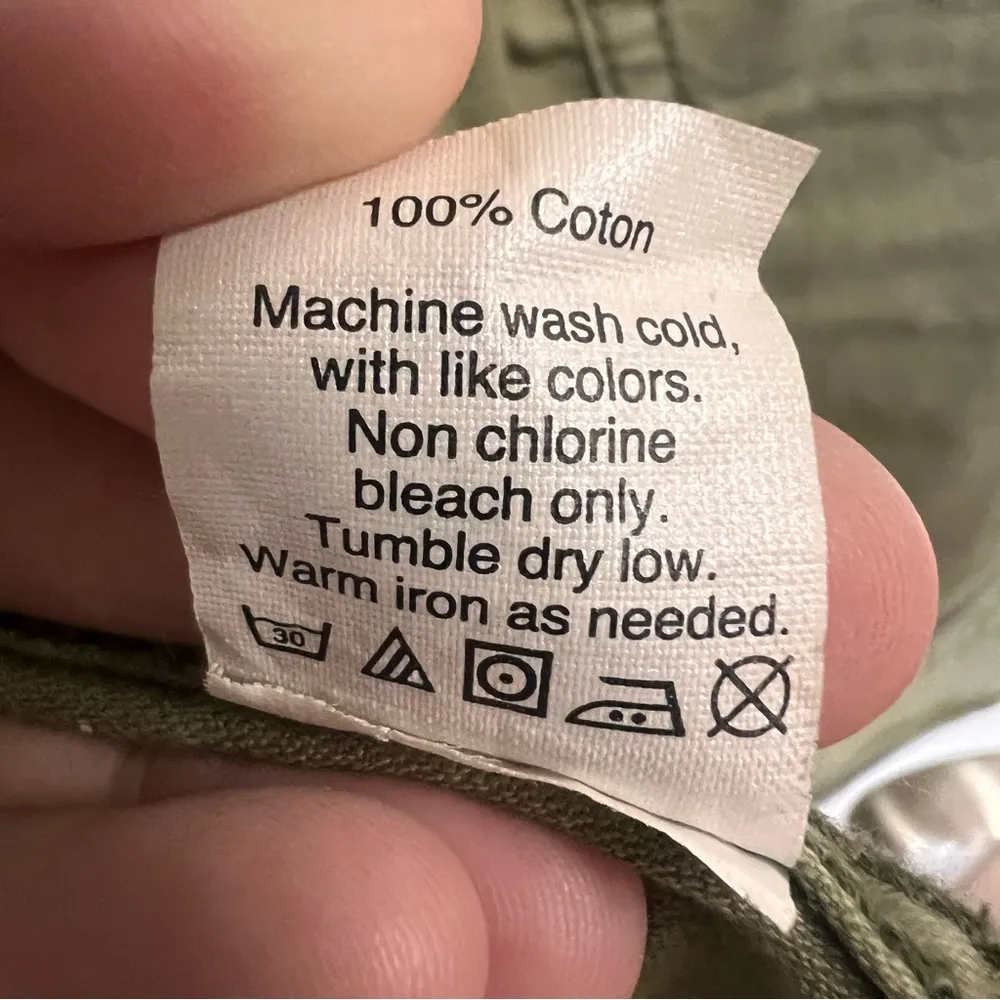 100% Coton
Machine wash cold,
with like colors.
Non chlorine
bleach only.
Tumble dry low.
Warm iron as needed.
30